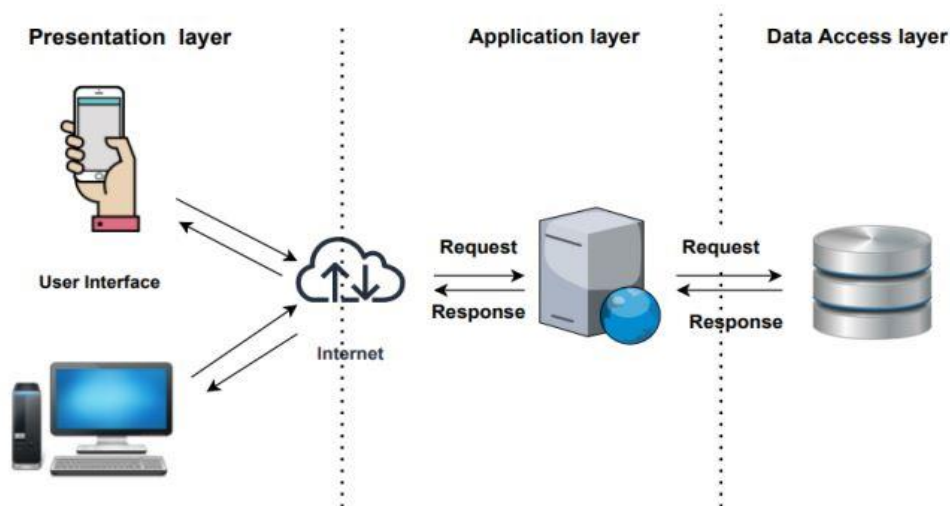 Presentation layer
Application layer
Data Access layer
User Interface
Internet
Request
Response
Request
Response